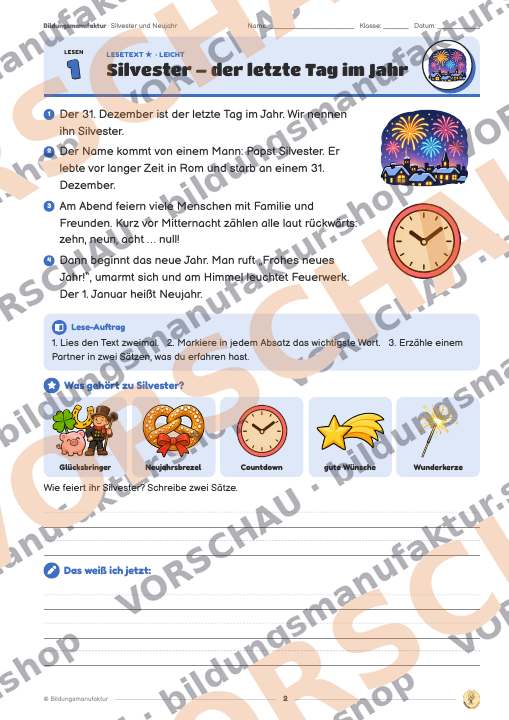 Bildungsmanufaktur · Silvester und Neujahr Name: Klasse: Datum:
LESEN
1
LESETEXT ★ · LEICHT
Silvester – der letzte Tag im Jahr
1 Der 31. Dezember ist der letzte Tag im Jahr. Wir nennen
ihn Silvester.
2 Der Name kommt von einem Mann: Papst Silvester. Er
lebte vor langer Zeit in Rom und starb an einem 31.
Dezember.
3 Am Abend feiern viele Menschen mit Familie und
Freunden. Kurz vor Mitternacht zählen alle laut rückwärts:
zehn, neun, acht … null!
4 Dann beginnt das neue Jahr. Man ruft „Frohes neues
Jahr!“, umarmt sich und am Himmel leuchtet Feuerwerk.
Der 1. Januar heißt Neujahr.
Lese-Auftrag
1. Lies den Text zweimal. 2. Markiere in jedem Absatz das wichtigste Wort. 3. Erzähle einem
Partner in zwei Sätzen, was du erfahren hast.
Was gehört zu Silvester?
Glücksbringer Neujahrsbrezel Countdown gute Wünsche Wunderkerze
Wie feiert ihr Silvester? Schreibe zwei Sätze.
Das weiß ich jetzt:
© Bildungsmanufaktur 2
VORSCHAU · bildungsmanufaktur.shop
VORSCHAU